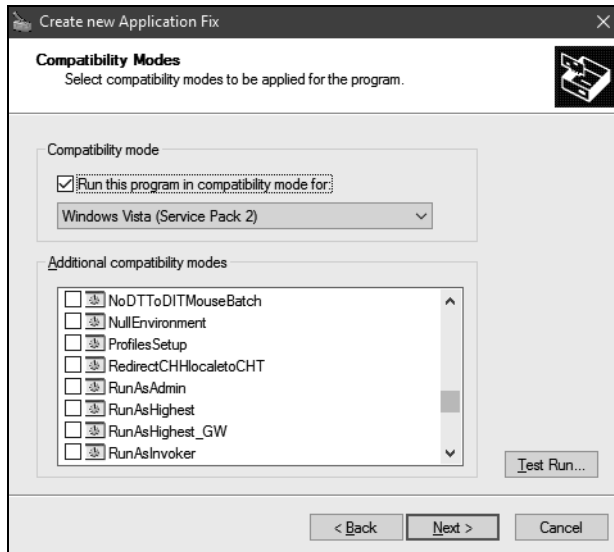 Create new Application Fix
Compatibility Modes
Select compatibility modes to be applied for the program.
Compatibility mode
Run this program in compatibility mode for:
Windows Vista (Service Pack 2)
Additional compatibility modes
NoDTToDITMouseBatch
NullEnvironment
ProfilesSetup
RedirectCHHlocaletoCHT
RunAsAdmin
RunAsHighest
RunAsHighest_GW
RunAsInvoker
Test Run...
< Back
Next >
Cancel